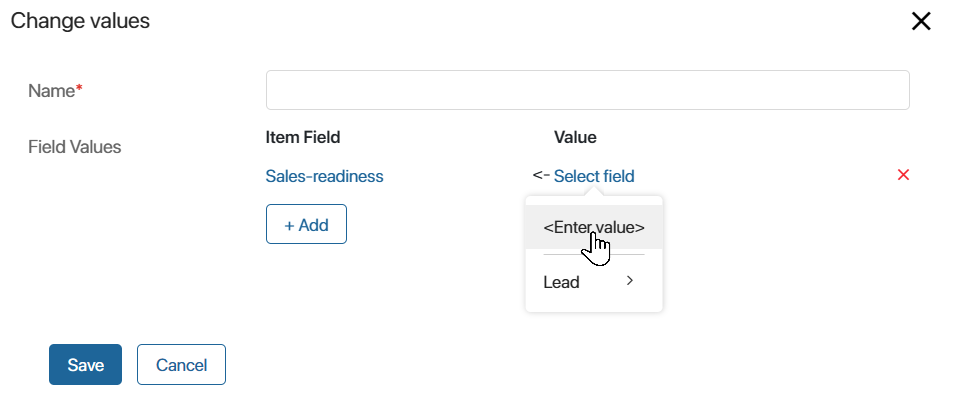 Change values
Name*
Field Values
Item Field Value
Sales-readiness <- Select field
+ Add
<Enter value>
Lead >
Save Cancel